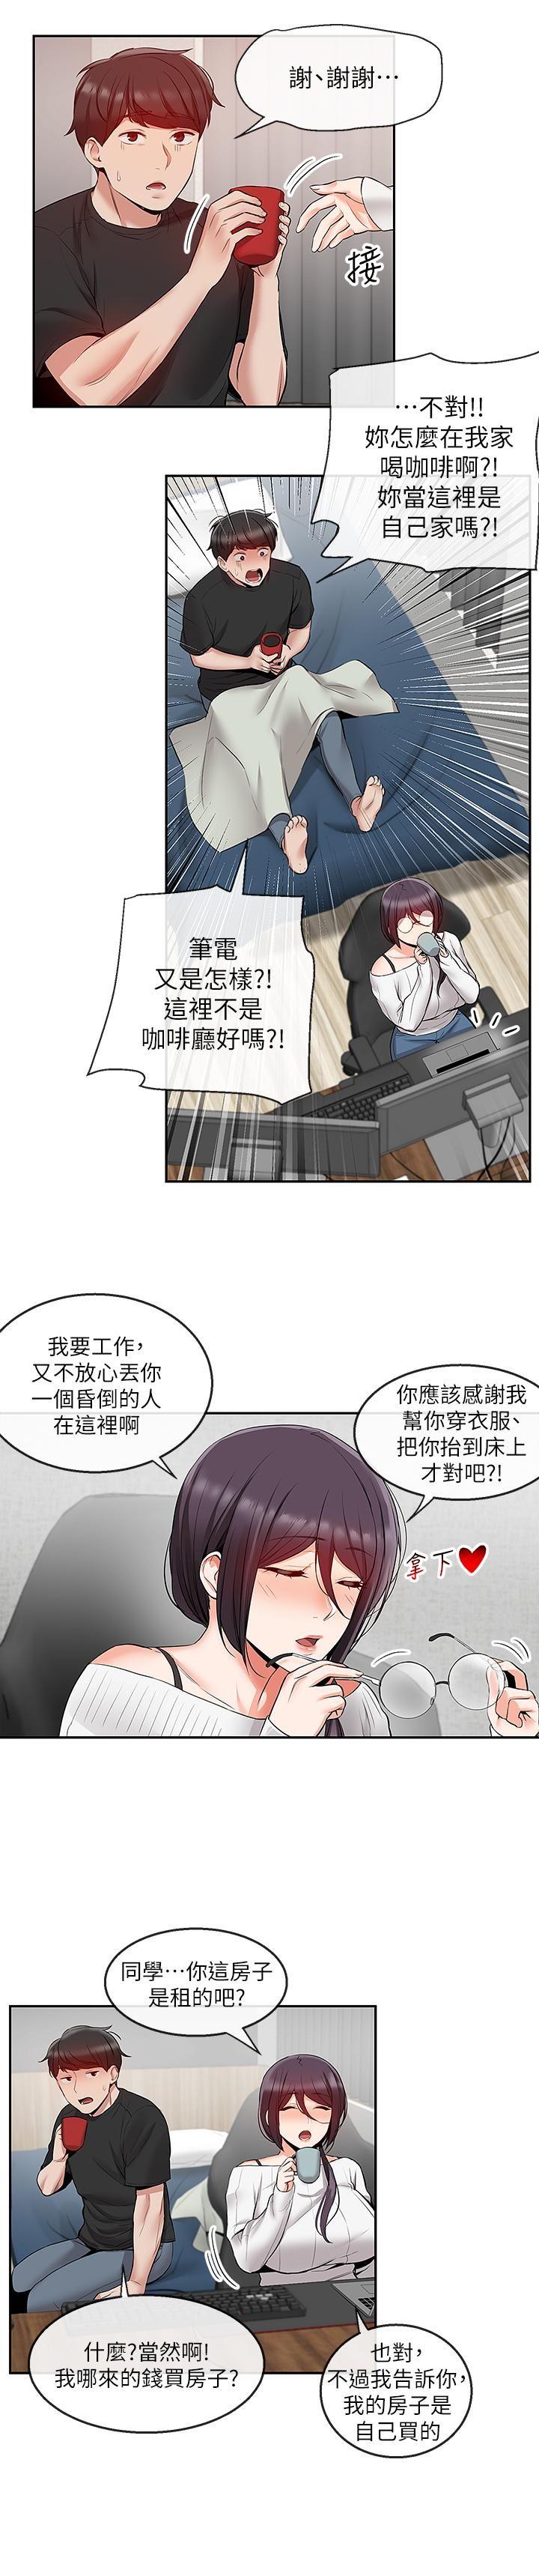 謝、謝謝…
接
…不對!!
妳怎麼在我家
喝咖啡啊?!
妳當這裡是
自己家嗎?!
筆電
又是怎樣?!
這裡不是
咖啡廳好嗎?!
我要工作,
又不放心丟你
一個昏倒的人
在這裡啊
你應該感謝我
幫你穿衣服、
把你抬到床上
才對吧?!
拿下♥
同學…你這房子
是租的吧?
什麼?當然啊!
我哪來的錢買房子?
也對,
不過我告訴你,
我的房子是
自己買的